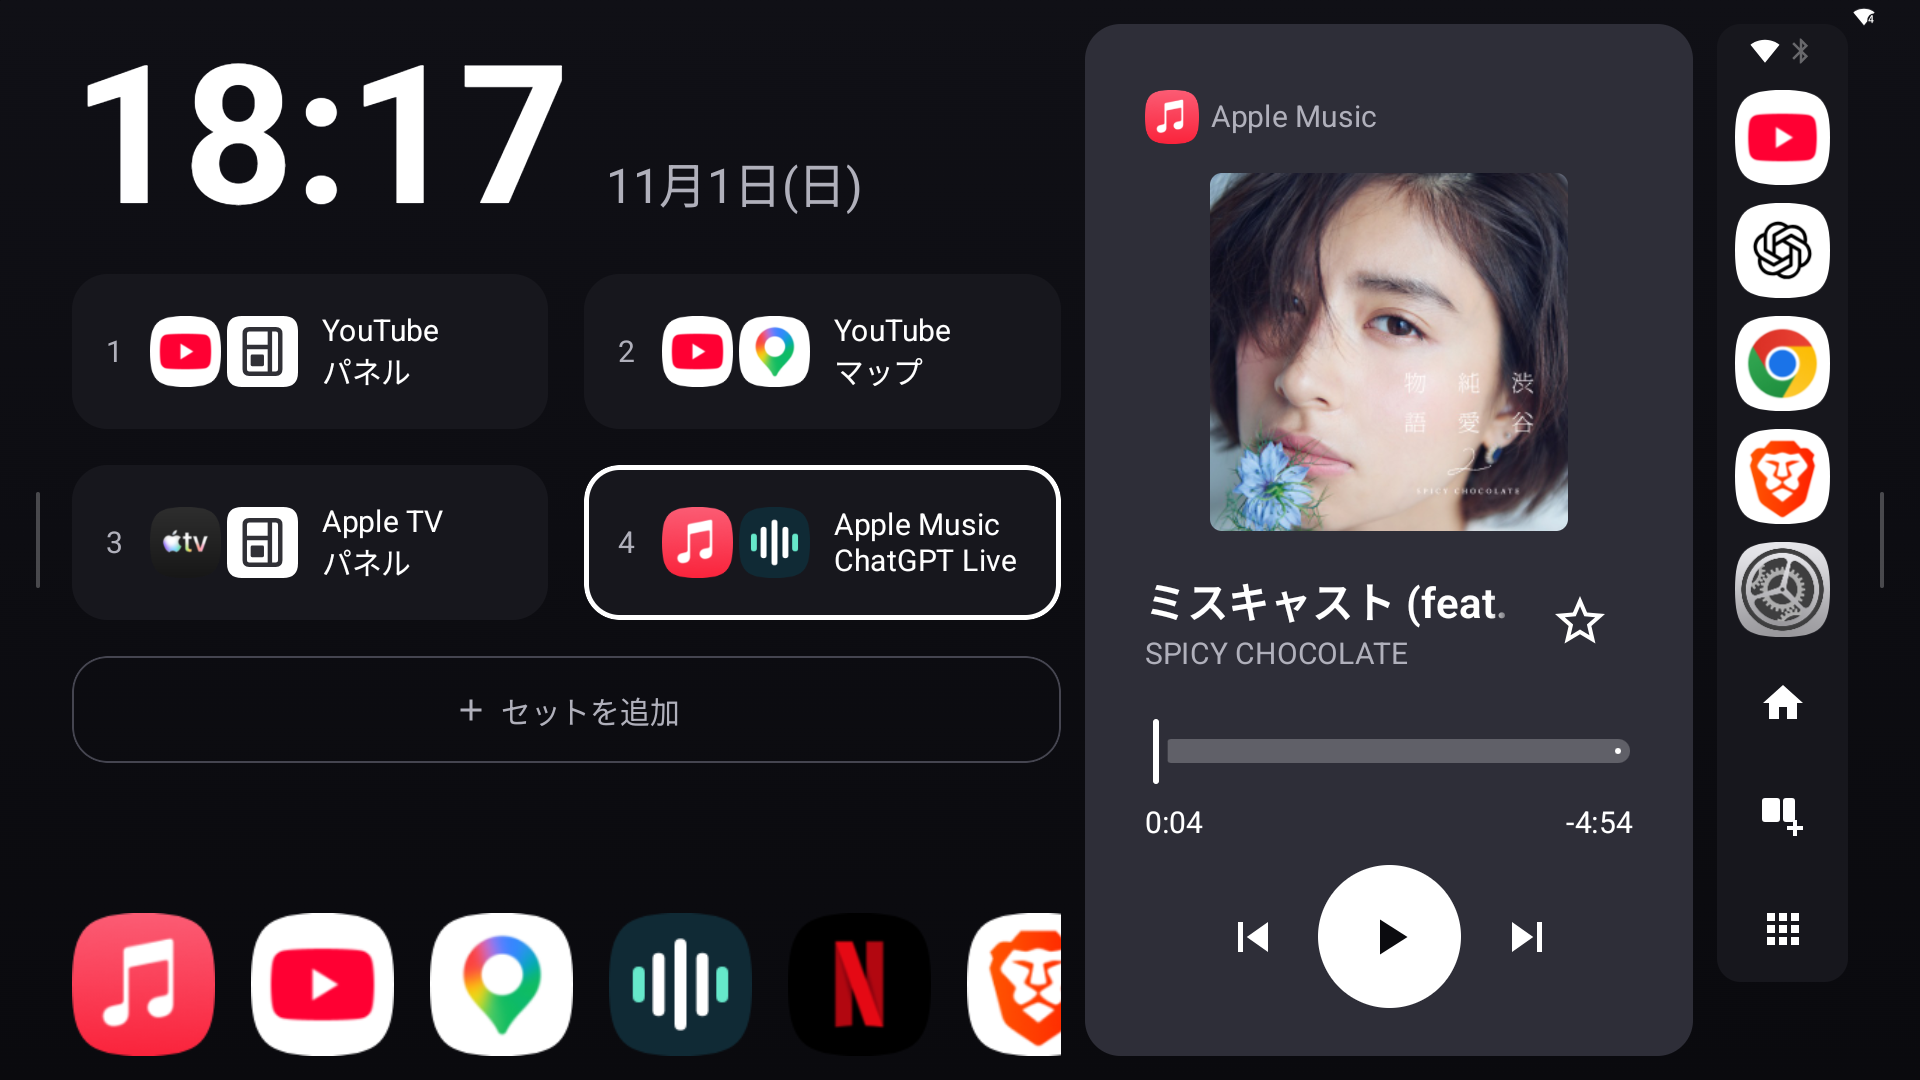 18:17
11月1日(日)
1
YouTube
パネル
2
YouTube
マップ
3
tv
Apple TV
パネル
4
Apple Music
ChatGPT Live
+ セットを追加
N
Apple Music
渋谷
純愛
物語
2
SPICY CHOCOLATE
ミスキャスト (feat.
SPICY CHOCOLATE
0:04
-4:54